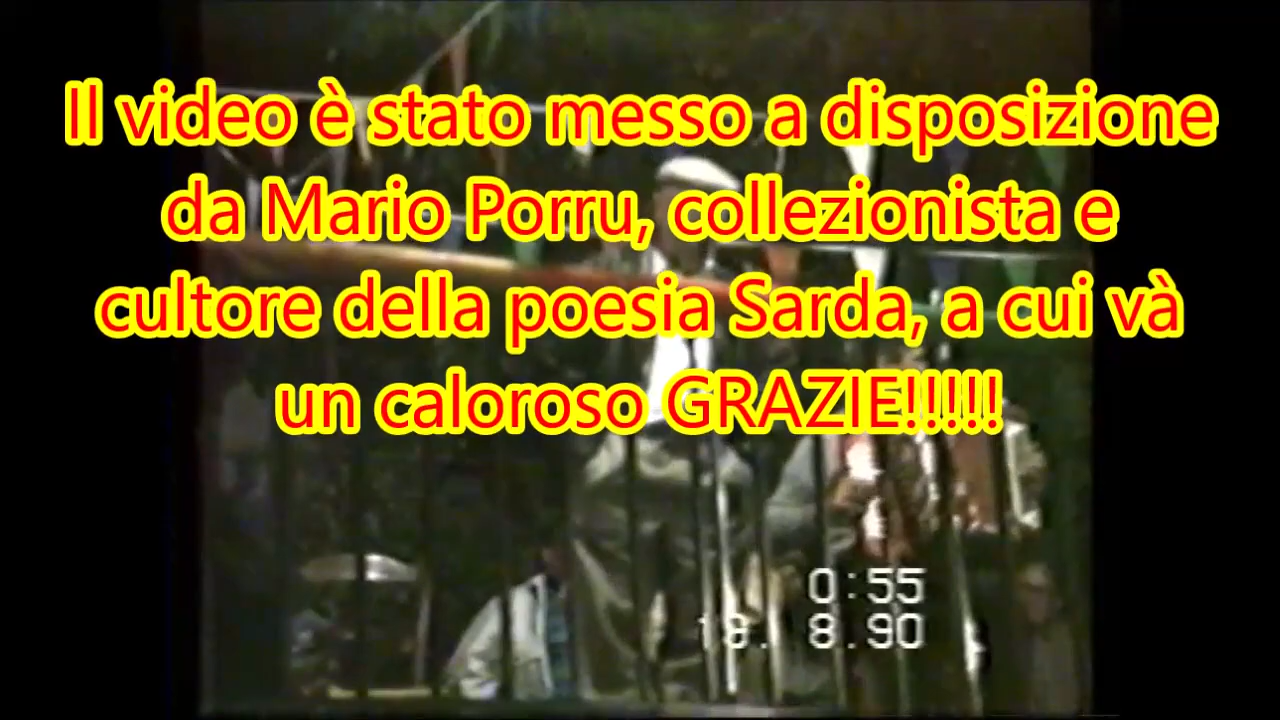 Il video è stato messo a disposizione
da Mario Porru, collezionista e
cultore della poesia Sarda, a cui và
un caloroso GRAZIE!!!!!
0:55
19. 8.90